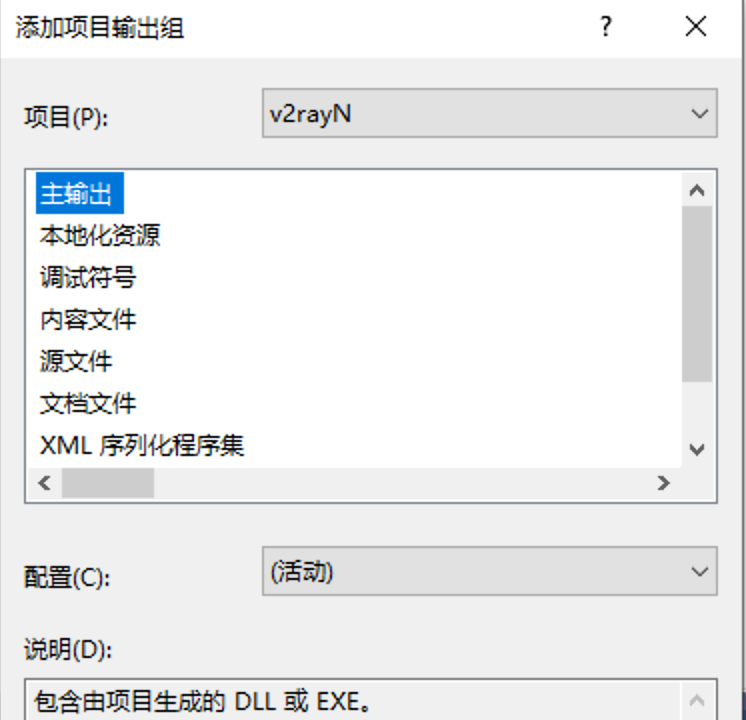 添加项目输出组
项目(P): v2rayN
主输出
本地化资源
调试符号
内容文件
源文件
文档文件
XML 序列化程序集
配置(C): (活动)
说明(D):
包含由项目生成的 DLL 或 EXE。